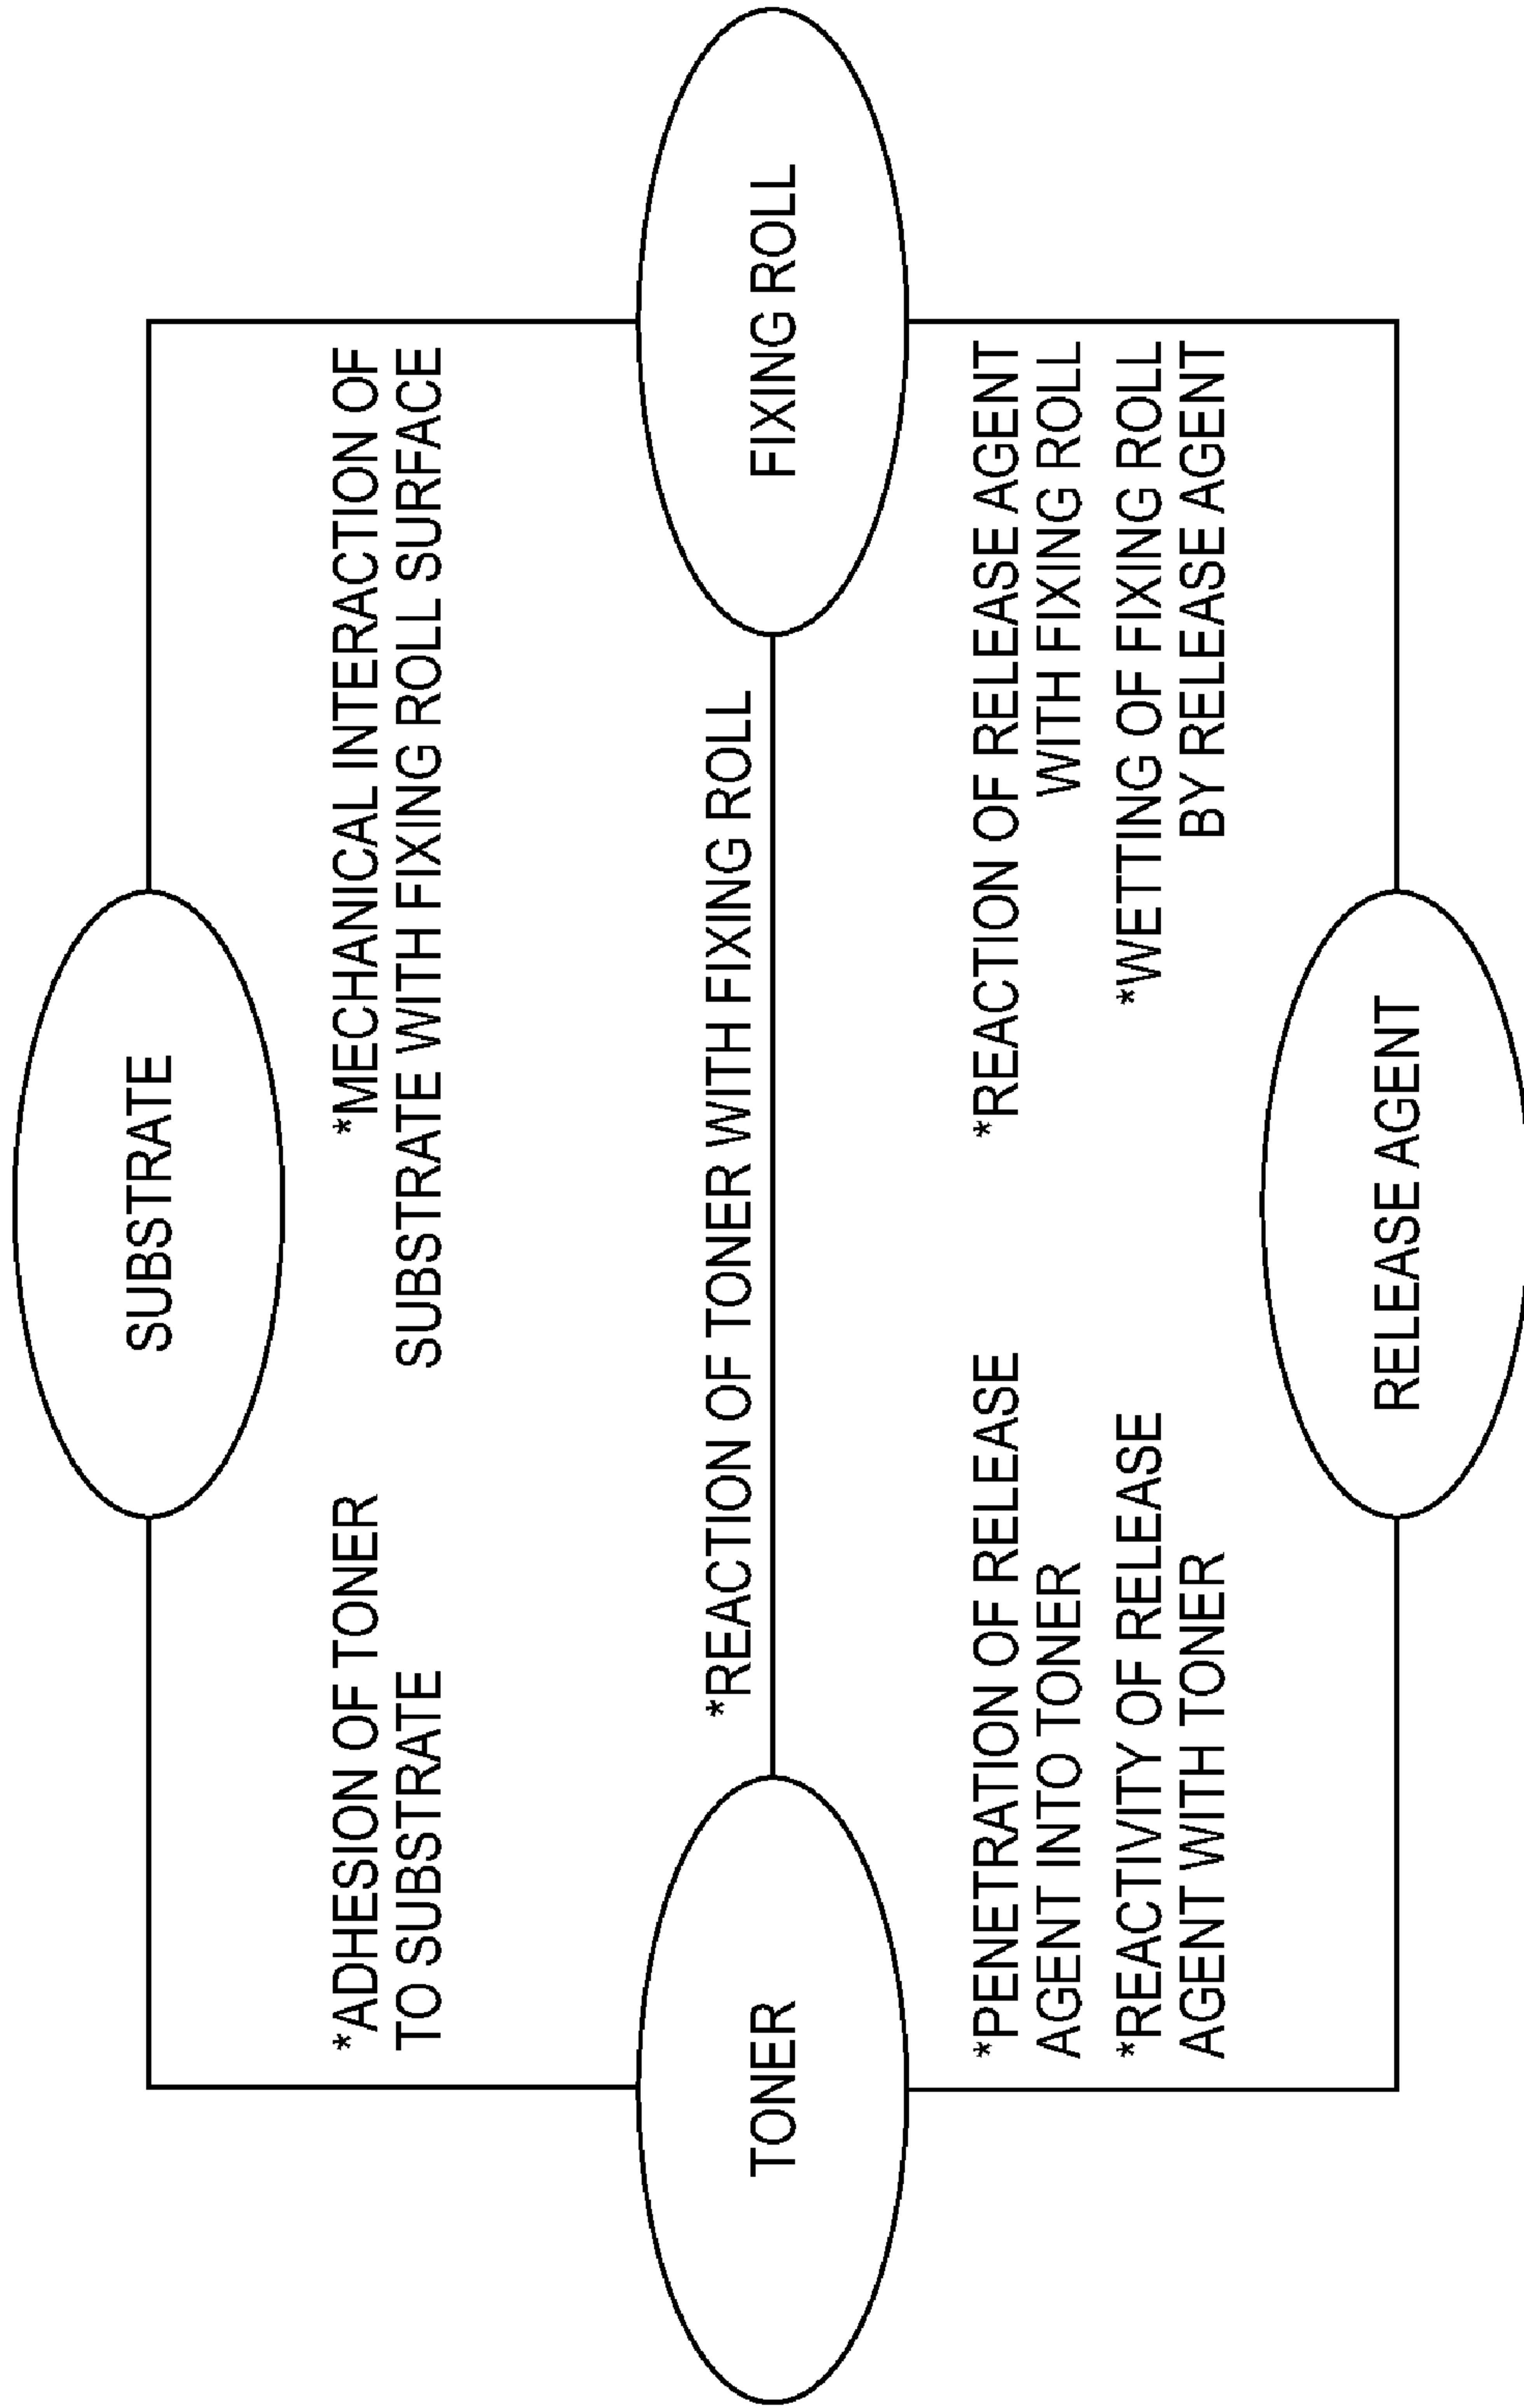 SUBSTRATE
*ADHESION OF TONER
TO SUBSTRATE
*MECHANICAL INTERACTION OF
SUBSTRATE WITH FIXING ROLL SURFACE
*REACTION OF TONER WITH FIXING ROLL
TONER
FIXING ROLL
*PENETRATION OF RELEASE
AGENT INTO TONER
*REACTIVITY OF RELEASE
AGENT WITH TONER
*REACTION OF RELEASE AGENT
WITH FIXING ROLL
*WETTING OF FIXING ROLL
BY RELEASE AGENT
RELEASE AGENT